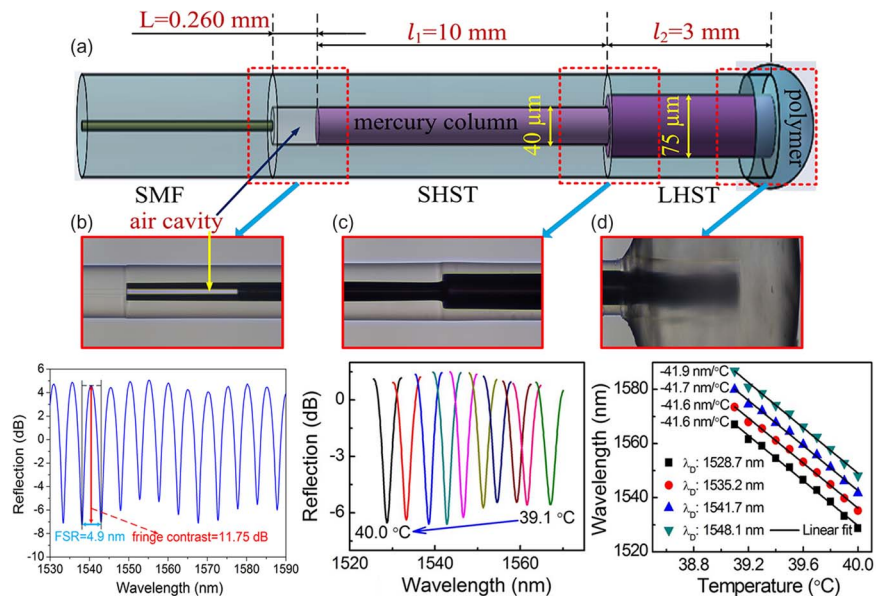 L=0.260 mm
l₁=10 mm
l₂=3 mm
(a)
mercury column
40 μm
75 μm
polymer
SMF
SHST
LHST
air cavity
(b)
(c)
(d)
6
4
2
0
-2
-4
-6
-8
-10
Reflection (dB)
FSR=4.9 nm
fringe contrast=11.75 dB
1530 1540 1550 1560 1570 1580 1590
Wavelength (nm)
0
-3
-6
Reflection (dB)
40.0 °C
39.1 °C
1520 1540 1560
Wavelength (nm)
1580
1560
1540
1520
Wavelength (nm)
-41.9 nm/°C
-41.7 nm/°C
-41.6 nm/°C
-41.6 nm/°C
λD: 1528.7 nm
λD: 1535.2 nm
λD: 1541.7 nm
λD: 1548.1 nm
Linear fit
38.8 39.2 39.6 40.0
Temperature (°C)